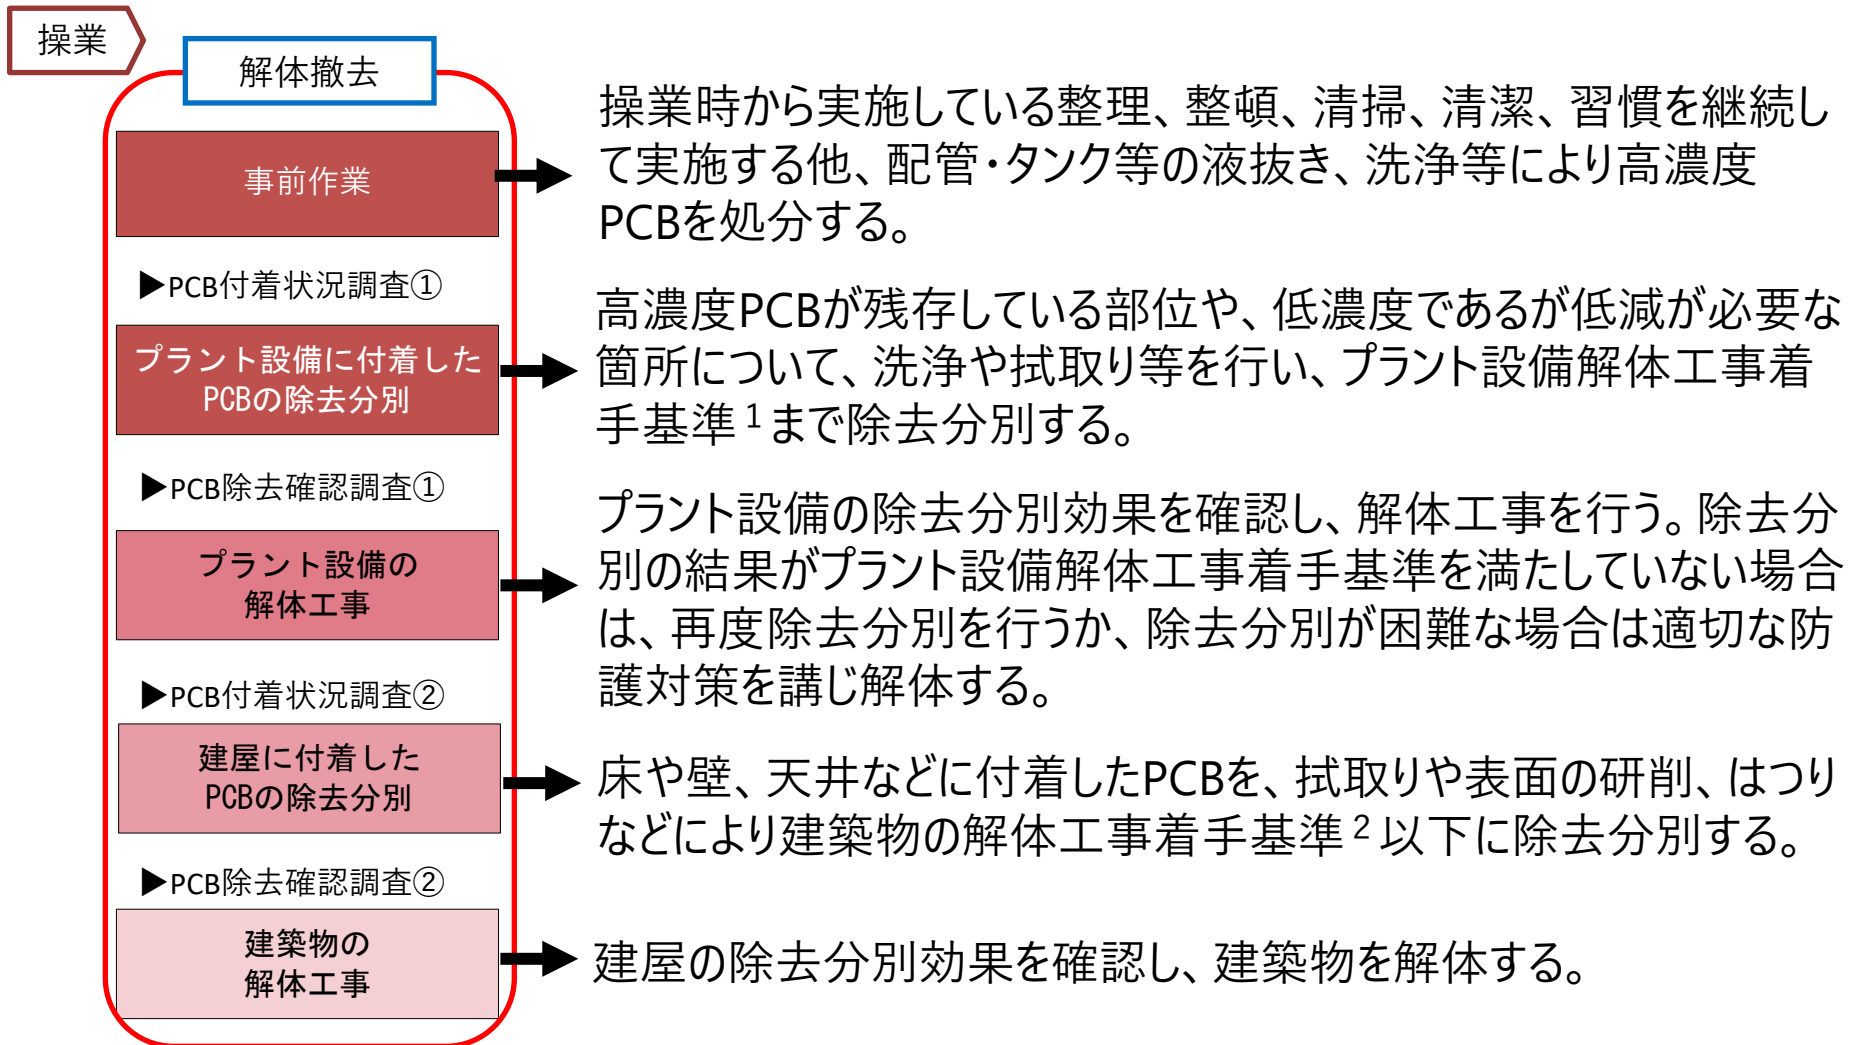 操業
解体撤去
事前作業
操業時から実施している整理、整頓、清掃、清潔、習慣を継続し
て実施する他、配管・タンク等の液抜き、洗浄等により高濃度
PCBを処分する。
▶PCB付着状況調査①
プラント設備に付着した
PCBの除去分別
高濃度PCBが残存している部位や、低濃度であるが低減が必要な
箇所について、洗浄や拭取り等を行い、プラント設備解体工事着
手基準1まで除去分別する。
▶PCB除去確認調査①
プラント設備の
解体工事
プラント設備の除去分別効果を確認し、解体工事を行う。除去分
別の結果がプラント設備解体工事着手基準を満たしていない場合
は、再度除去分別を行うか、除去分別が困難な場合は適切な防
護対策を講じ解体する。
▶PCB付着状況調査②
建屋に付着した
PCBの除去分別
床や壁、天井などに付着したPCBを、拭取りや表面の研削、はつり
などにより建築物の解体工事着手基準2以下に除去分別する。
▶PCB除去確認調査②
建築物の
解体工事
建屋の除去分別効果を確認し、建築物を解体する。